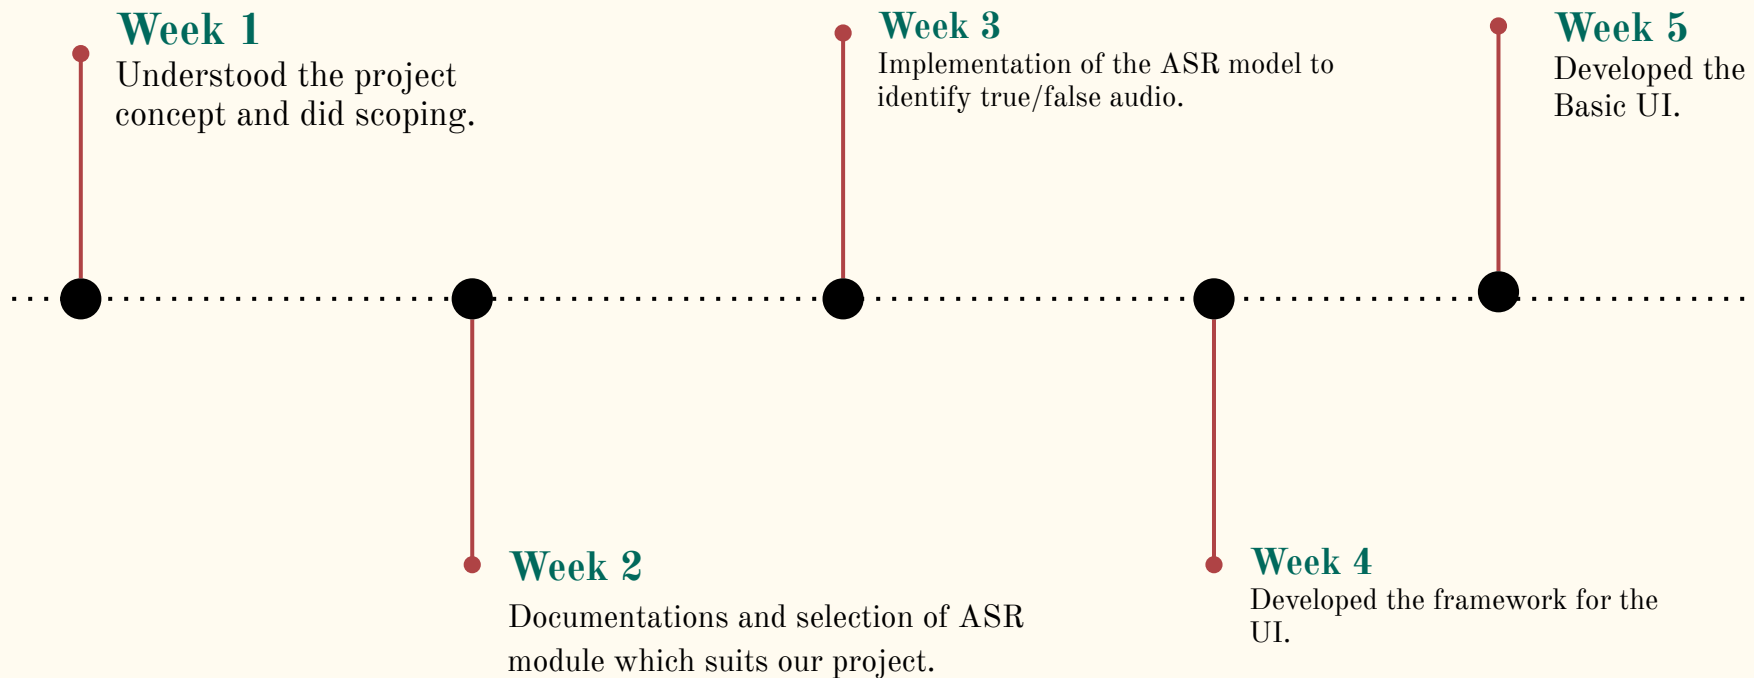 Week 1
Understood the project
concept and did scoping.
Week 2
Documentations and selection of ASR
module which suits our project.
Week 3
Implementation of the ASR model to
identify true/false audio.
Week 4
Developed the framework for the
UI.
Week 5
Developed the
Basic UI.